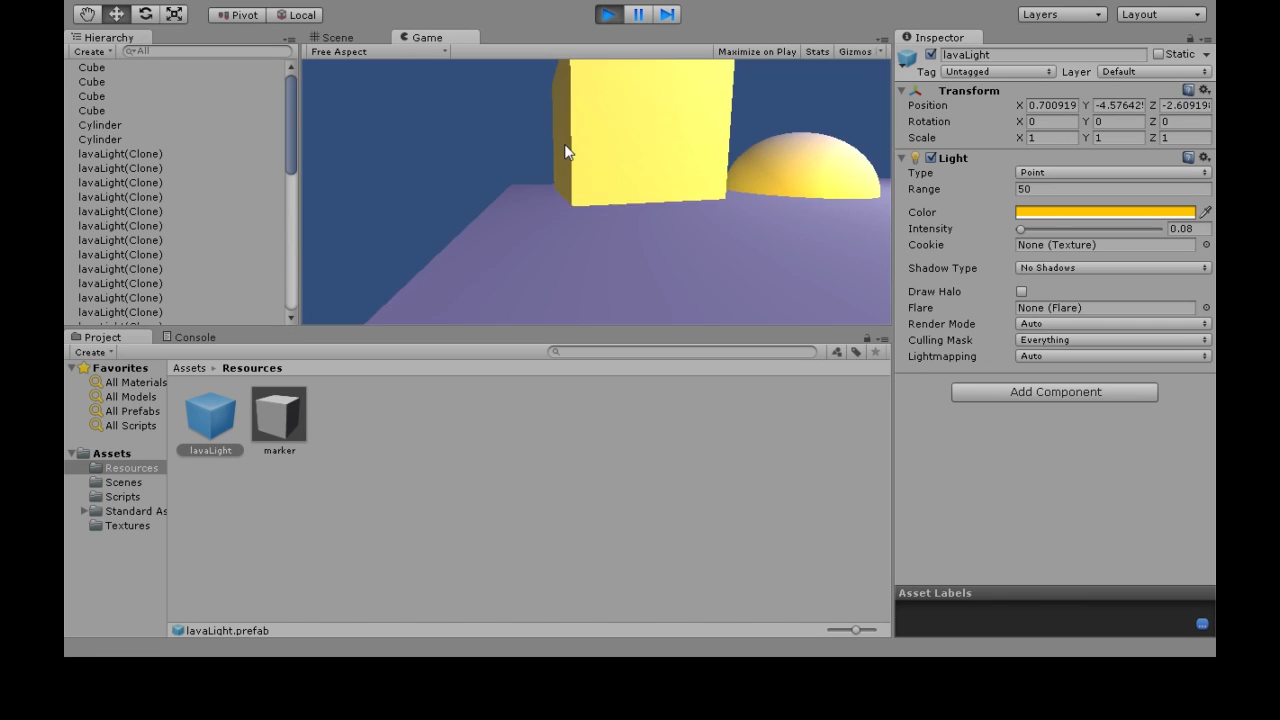 Pivot Local Layers Layout
Hierarchy Scene Game Inspector
Create All Free Aspect Maximize on Play Stats Gizmos
lavaLight Static
Tag Untagged Layer Default
Cube
Cube
Cube
Cube
Cylinder
Cylinder
lavaLight(Clone)
lavaLight(Clone)
lavaLight(Clone)
lavaLight(Clone)
lavaLight(Clone)
lavaLight(Clone)
lavaLight(Clone)
lavaLight(Clone)
lavaLight(Clone)
lavaLight(Clone)
lavaLight(Clone)
lavaLight(Clone)
Transform
Position X 0.700919 Y -4.57642 Z -2.60919
Rotation X 0 Y 0 Z 0
Scale X 1 Y 1 Z 1
Light
Type Point
Range 50
Color
Intensity 0.08
Cookie None (Texture)
Shadow Type No Shadows
Draw Halo
Flare None (Flare)
Render Mode Auto
Culling Mask Everything
Lightmapping Auto
Add Component
Asset Labels
Project Console
Create
Favorites
All Materials
All Models
All Prefabs
All Scripts
Assets
Resources
Scenes
Scripts
Standard As
Textures
Assets ▸ Resources
lavaLight marker
lavaLight.prefab